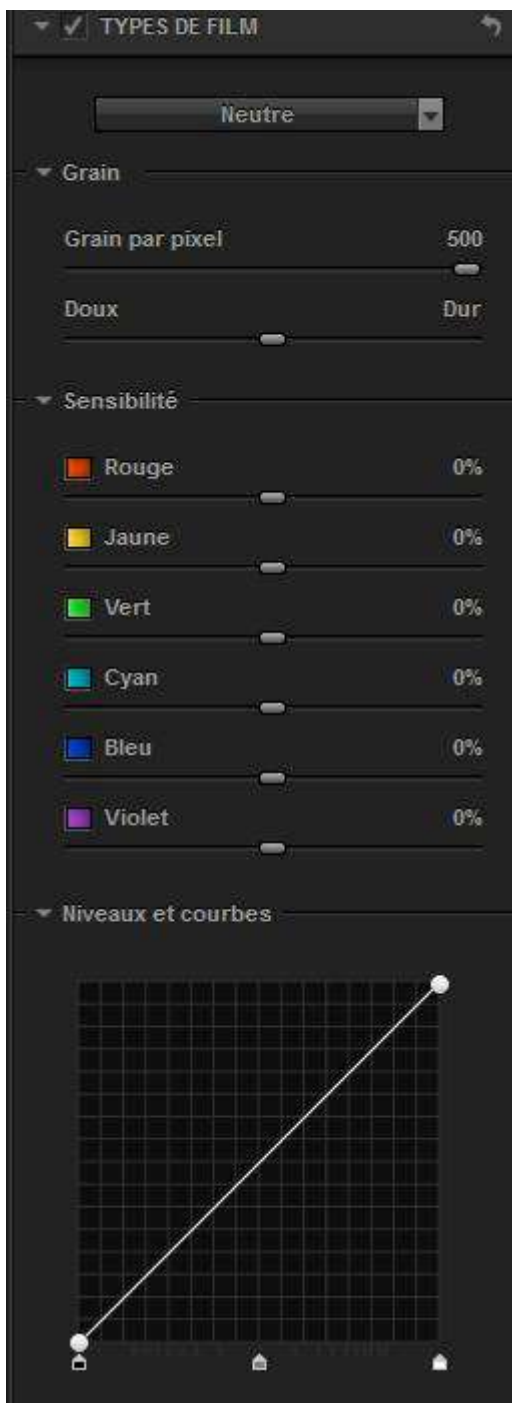 TYPES DE FILM
Neutre
Grain
Grain par pixel 500
Doux Dur
Sensibilité
Rouge 0%
Jaune 0%
Vert 0%
Cyan 0%
Bleu 0%
Violet 0%
Niveaux et courbes